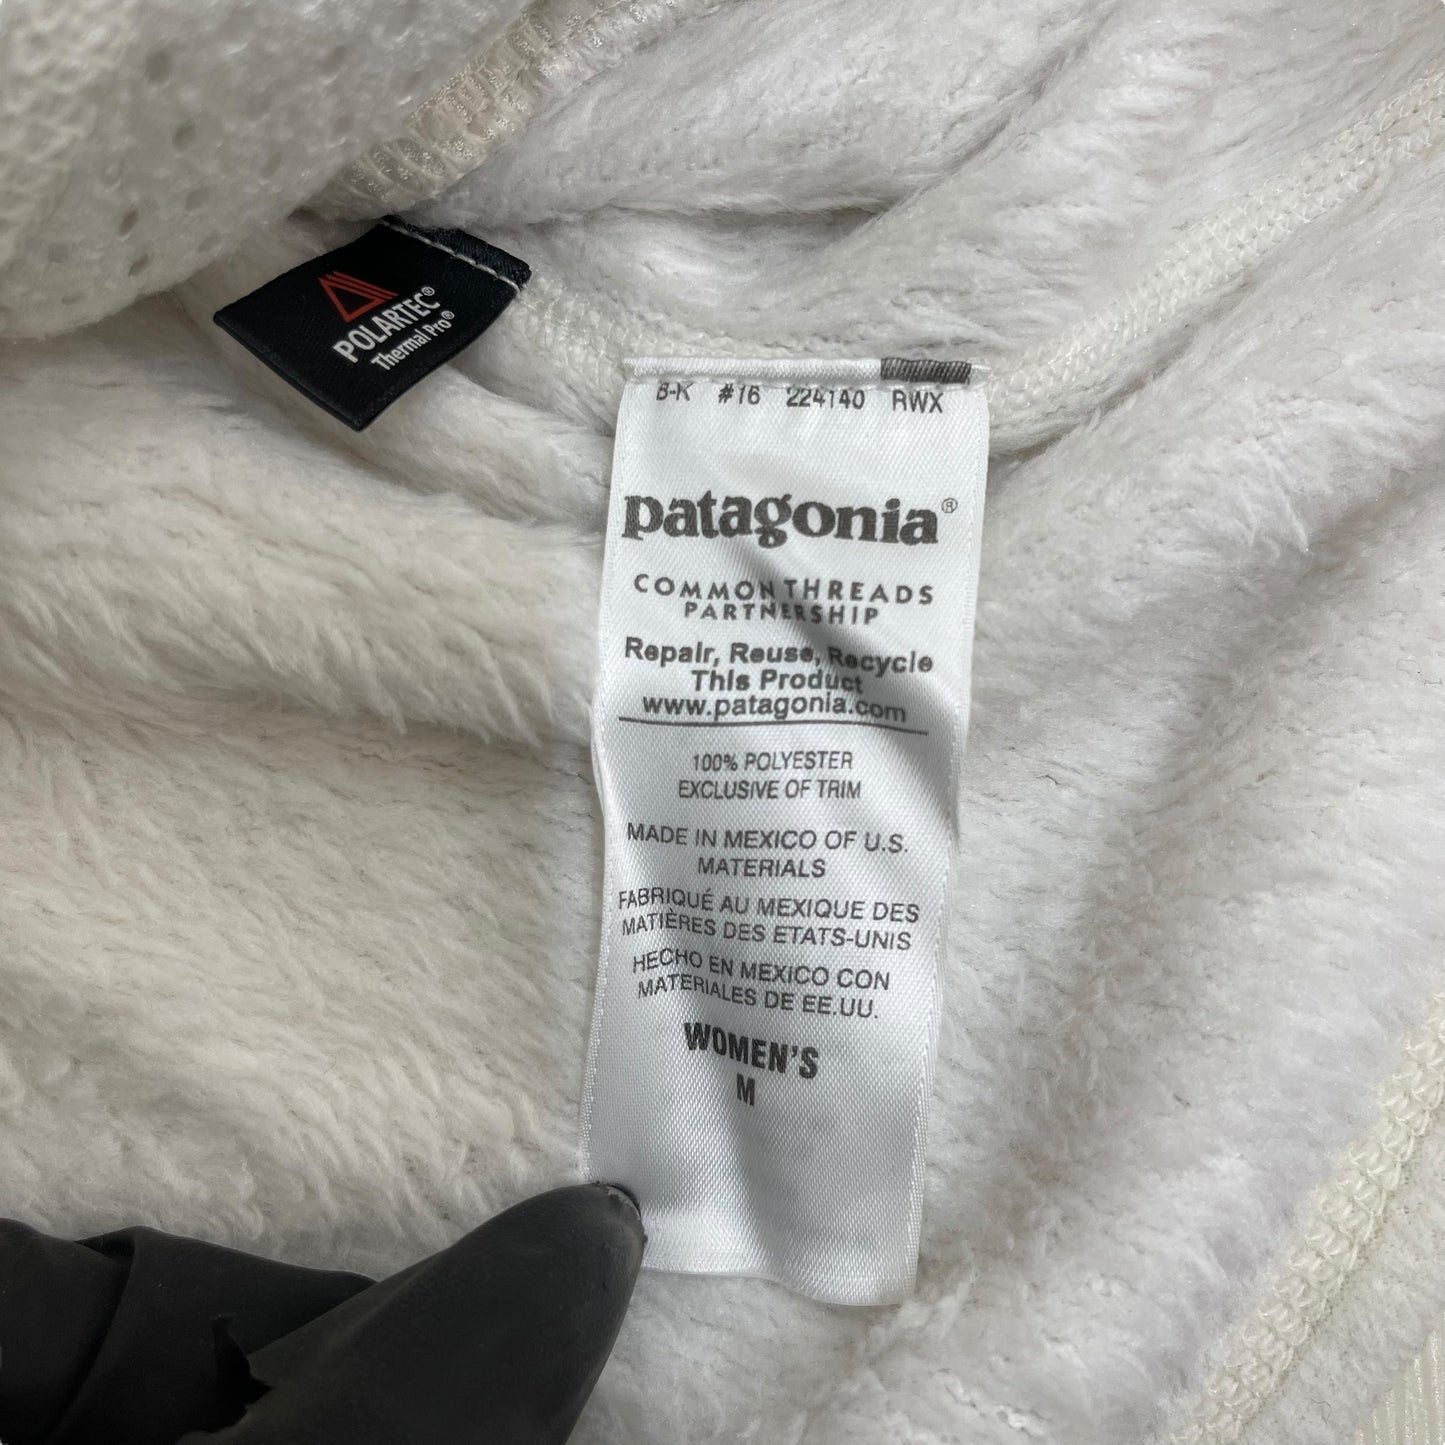 POLARTEC®
Thermal Pro®
B-K #16 224140 RWX
patagonia®
COMMON THREADS
PARTNERSHIP
Repair, Reuse, Recycle
This Product
www.patagonia.com
100% POLYESTER
EXCLUSIVE OF TRIM
MADE IN MEXICO OF U.S.
MATERIALS
FABRIQUÉ AU MEXIQUE DES
MATIÈRES DES ETATS-UNIS
HECHO EN MEXICO CON
MATERIALES DE EE.UU.
WOMEN'S
M